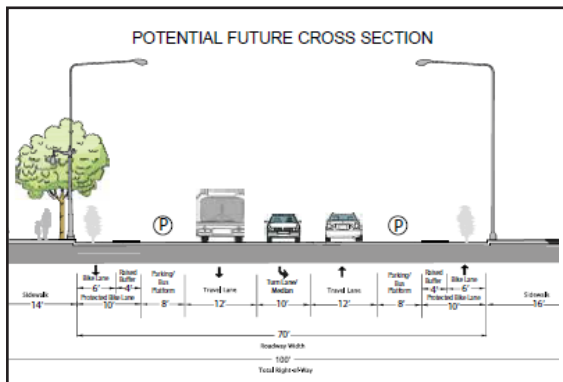 POTENTIAL FUTURE CROSS SECTION
P
P
Sidewalk
14'
Bike Lane
6'
Raised
Buffer
4'
Protected Bike Lane
10'
Parking/
Bus
Platform
8'
Travel Lane
12'
Turn Lane/
Median
10'
Travel Lane
12'
Parking/
Bus
Platform
8'
Raised
Buffer
4'
Bike Lane
6'
Protected Bike Lane
10'
Sidewalk
16'
70'
Roadway Width
100'
Total Right-of-Way